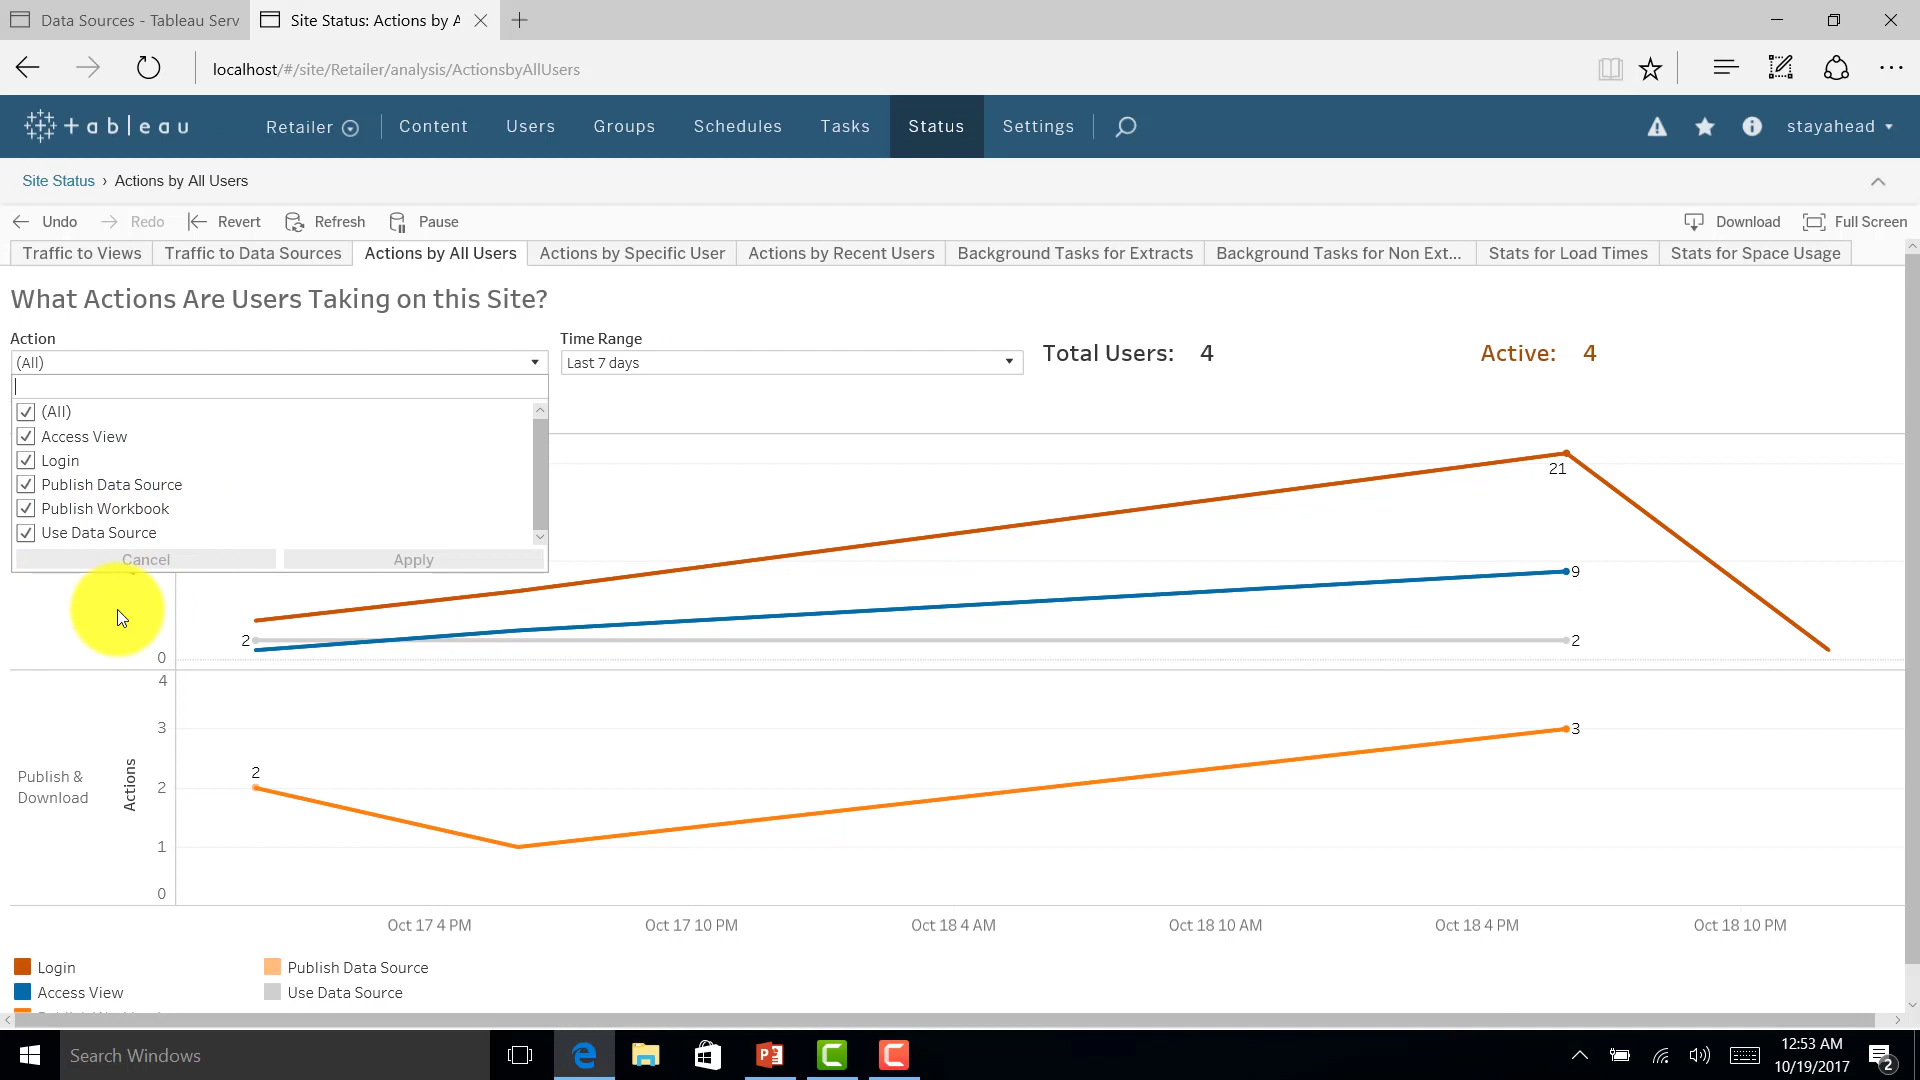 Data Sources - Tableau Serv
Site Status: Actions by A
localhost/#/site/Retailer/analysis/ActionsbyAllUsers
+ a b l e a u
Retailer
Content
Users
Groups
Schedules
Tasks
Status
Settings
stayahead
Site Status › Actions by All Users
Undo
Redo
Revert
Refresh
Pause
Download
Full Screen
Traffic to Views
Traffic to Data Sources
Actions by All Users
Actions by Specific User
Actions by Recent Users
Background Tasks for Extracts
Background Tasks for Non Ext...
Stats for Load Times
Stats for Space Usage
What Actions Are Users Taking on this Site?
Action
(All)
Time Range
Last 7 days
Total Users: 4
Active: 4
(All)
Access View
Login
Publish Data Source
Publish Workbook
Use Data Source
Cancel
Apply
21
9
2
2
0
4
3
2
1
0
Publish &
Download
Actions
2
3
Oct 17 4 PM
Oct 17 10 PM
Oct 18 4 AM
Oct 18 10 AM
Oct 18 4 PM
Oct 18 10 PM
Login
Publish Data Source
Access View
Use Data Source
Search Windows
12:53 AM
10/19/2017
2